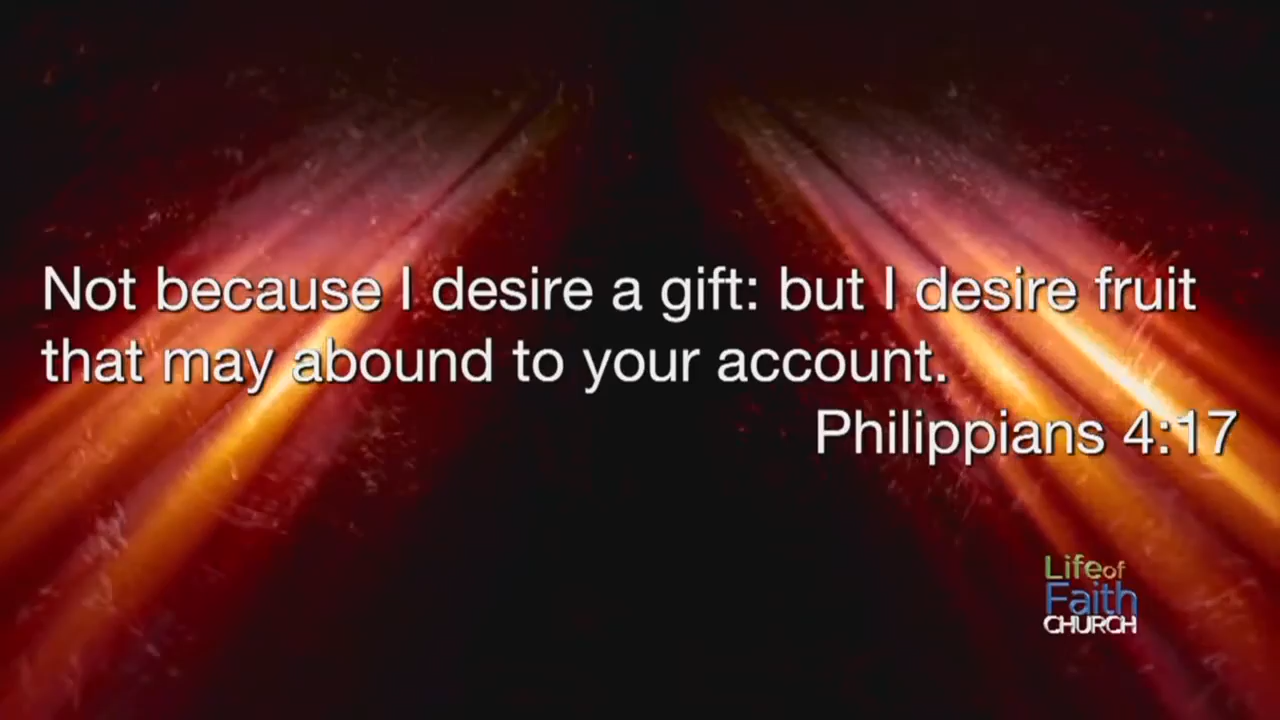 Not because I desire a gift: but I desire fruit
that may abound to your account.
Philippians 4:17
Life of
Faith
CHURCH